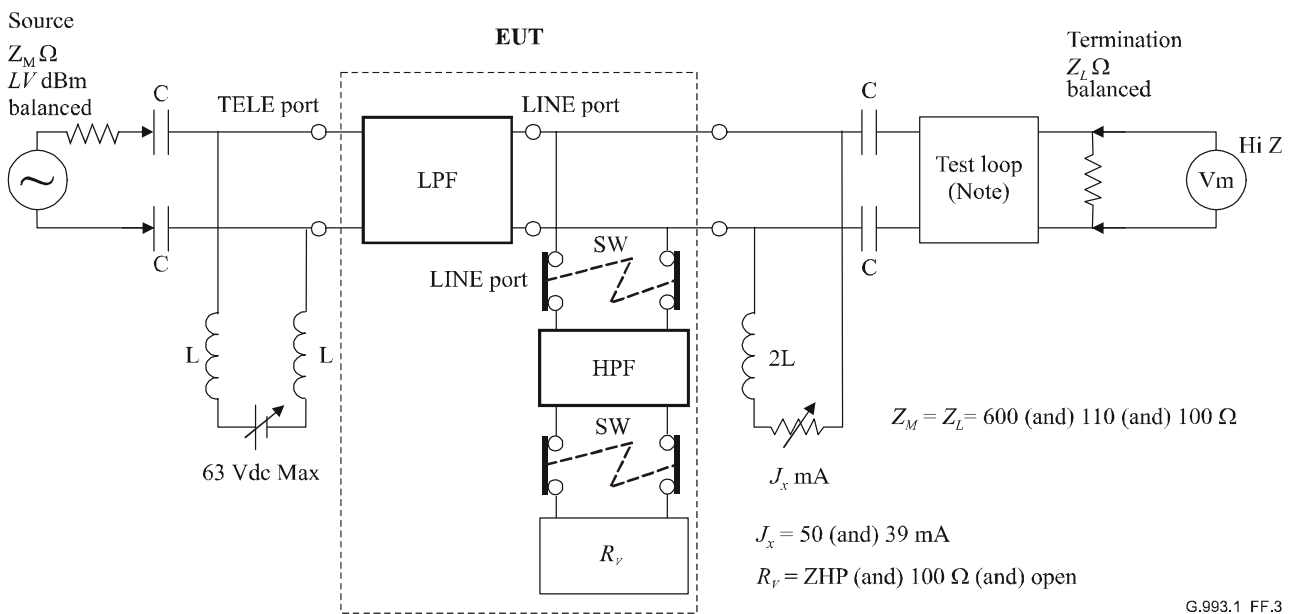 Source
Z_M Ω
LV dBm
balanced
EUT
Termination
Z_L Ω
balanced
C
TELE port
LINE port
C
Hi Z
LPF
Test loop
(Note)
Vm
C
SW
C
LINE port
L
L
HPF
2L
Z_M = Z_L= 600 (and) 110 (and) 100 Ω
SW
63 Vdc Max
J_x mA
J_x = 50 (and) 39 mA
R_V
R_V = ZHP (and) 100 Ω (and) open
G.993.1_FF.3